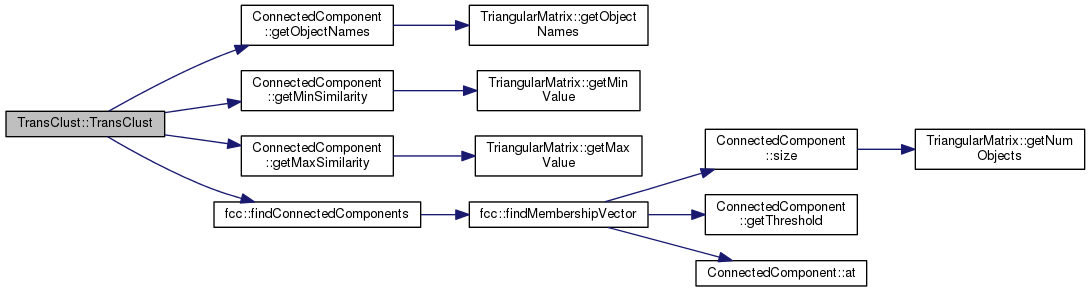 TransClust::TransClust
ConnectedComponent
::getObjectNames
TriangularMatrix::getObject
Names
ConnectedComponent
::getMinSimilarity
TriangularMatrix::getMin
Value
ConnectedComponent
::getMaxSimilarity
TriangularMatrix::getMax
Value
fcc::findConnectedComponents
fcc::findMembershipVector
ConnectedComponent
::size
TriangularMatrix::getNum
Objects
ConnectedComponent
::getThreshold
ConnectedComponent::at